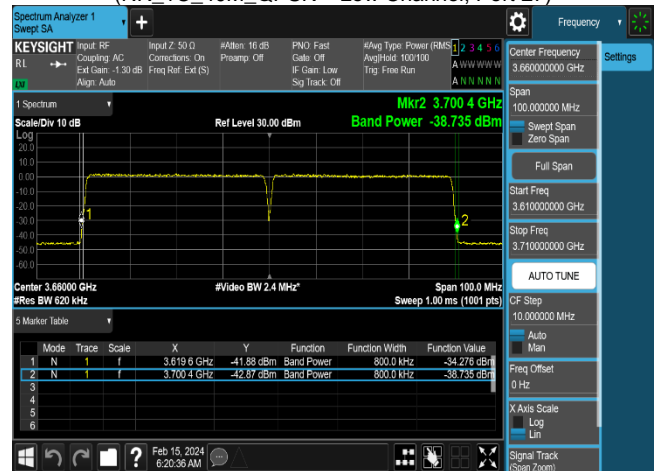 Spectrum Analyzer 1
Swept SA
+
Frequency
KEYSIGHT
RL
LXI
Input: RF
Coupling: AC
Ext Gain: -1.30 dB
Align: Auto
Input Z: 50 Ω
Corrections: On
Freq Ref: Ext (S)
#Atten: 16 dB
Preamp: Off
PNO: Fast
Gate: Off
IF Gain: Low
Sig Track: Off
#Avg Type: Power (RMS
Avg|Hold: 100/100
Trig: Free Run
1 2 3 4 5 6
A W W W W W
A N N N N N
1 Spectrum
Scale/Div 10 dB
Ref Level 30.00 dBm
Mkr2 3.700 4 GHz
Band Power -38.735 dBm
Log
20.0
10.0
0.00
-10.0
-20.0
-30.0
-40.0
-50.0
-60.0
1
2
Center 3.66000 GHz
#Video BW 2.4 MHz*
Span 100.0 MHz
#Res BW 620 kHz
Sweep 1.00 ms (1001 pts)
5 Marker Table
Mode Trace Scale X Y Function Function Width Function Value
1 N 1 f 3.619 6 GHz -41.88 dBm Band Power 800.0 kHz -34.276 dBm
2 N 1 f 3.700 4 GHz -42.87 dBm Band Power 800.0 kHz -38.735 dBm
3
4
5
6
Feb 15, 2024
6:20:36 AM
?
Center Frequency
3.660000000 GHz
Settings
Span
100.000000 MHz
Swept Span
Zero Span
Full Span
Start Freq
3.610000000 GHz
Stop Freq
3.710000000 GHz
AUTO TUNE
CF Step
10.000000 MHz
Auto
Man
Freq Offset
0 Hz
X Axis Scale
Log
Lin
Signal Track
(Span Zoom)